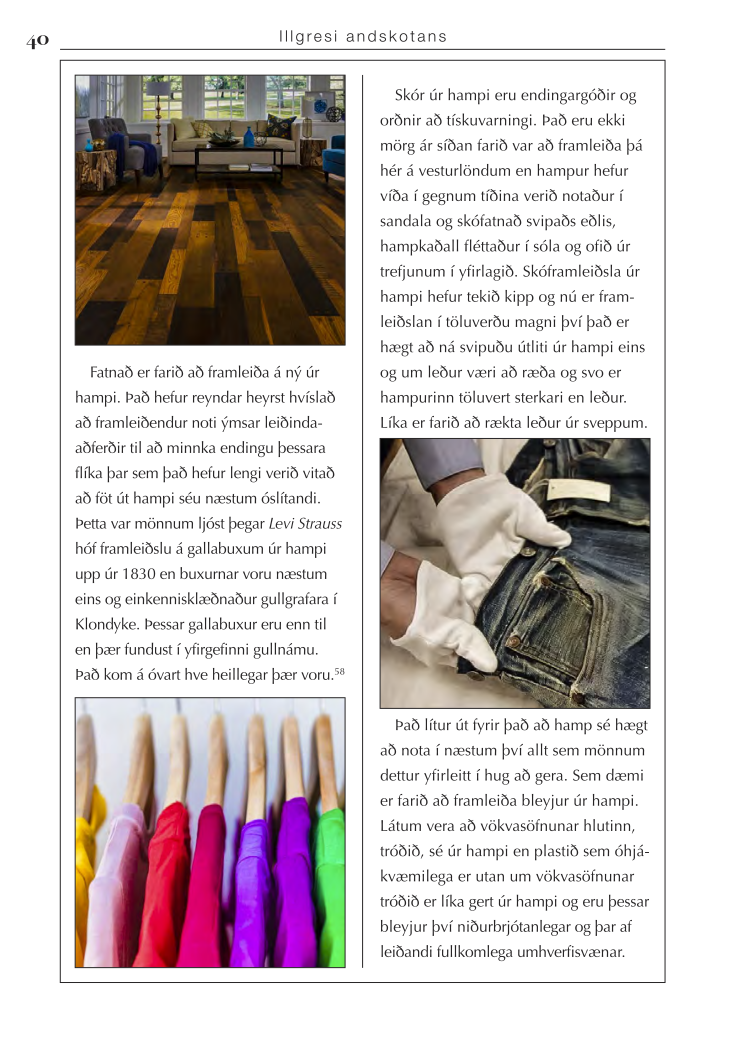 40
Illgresi andskotans
Fatnað er farið að framleiða á ný úr
hampi. Það hefur reyndar heyrst hvíslað
að framleiðendur noti ýmsar leiðinda-
aðferðir til að minnka endingu þessara
flíka þar sem það hefur lengi verið vitað
að föt út hampi séu næstum óslítandi.
Þetta var mönnum ljóst þegar Levi Strauss
hóf framleiðslu á gallabuxum úr hampi
upp úr 1830 en buxurnar voru næstum
eins og einkennisklæðnaður gullgrafara í
Klondyke. Þessar gallabuxur eru enn til
en þær fundust í yfirgefinni gullnámu.
Það kom á óvart hve heillegar þær voru.58
Skór úr hampi eru endingargóðir og
orðnir að tískuvarningi. Það eru ekki
mörg ár síðan farið var að framleiða þá
hér á vesturlöndum en hampur hefur
víða í gegnum tíðina verið notaður í
sandala og skófatnað svipaðs eðlis,
hampkaðall fléttaður í sóla og ofið úr
trefjunum í yfirlagið. Skóframleiðsla úr
hampi hefur tekið kipp og nú er fram-
leiðslan í töluverðu magni því það er
hægt að ná svipuðu útliti úr hampi eins
og um leður væri að ræða og svo er
hampurinn töluvert sterkari en leður.
Líka er farið að rækta leður úr sveppum.
Það lítur út fyrir það að hamp sé hægt
að nota í næstum því allt sem mönnum
dettur yfirleitt í hug að gera. Sem dæmi
er farið að framleiða bleyjur úr hampi.
Látum vera að vökvasöfnunar hlutinn,
tróðið, sé úr hampi en plastið sem óhjá-
kvæmilega er utan um vökvasöfnunar
tróðið er líka gert úr hampi og eru þessar
bleyjur því niðurbrjótanlegar og þar af
leiðandi fullkomlega umhverfisvænar.